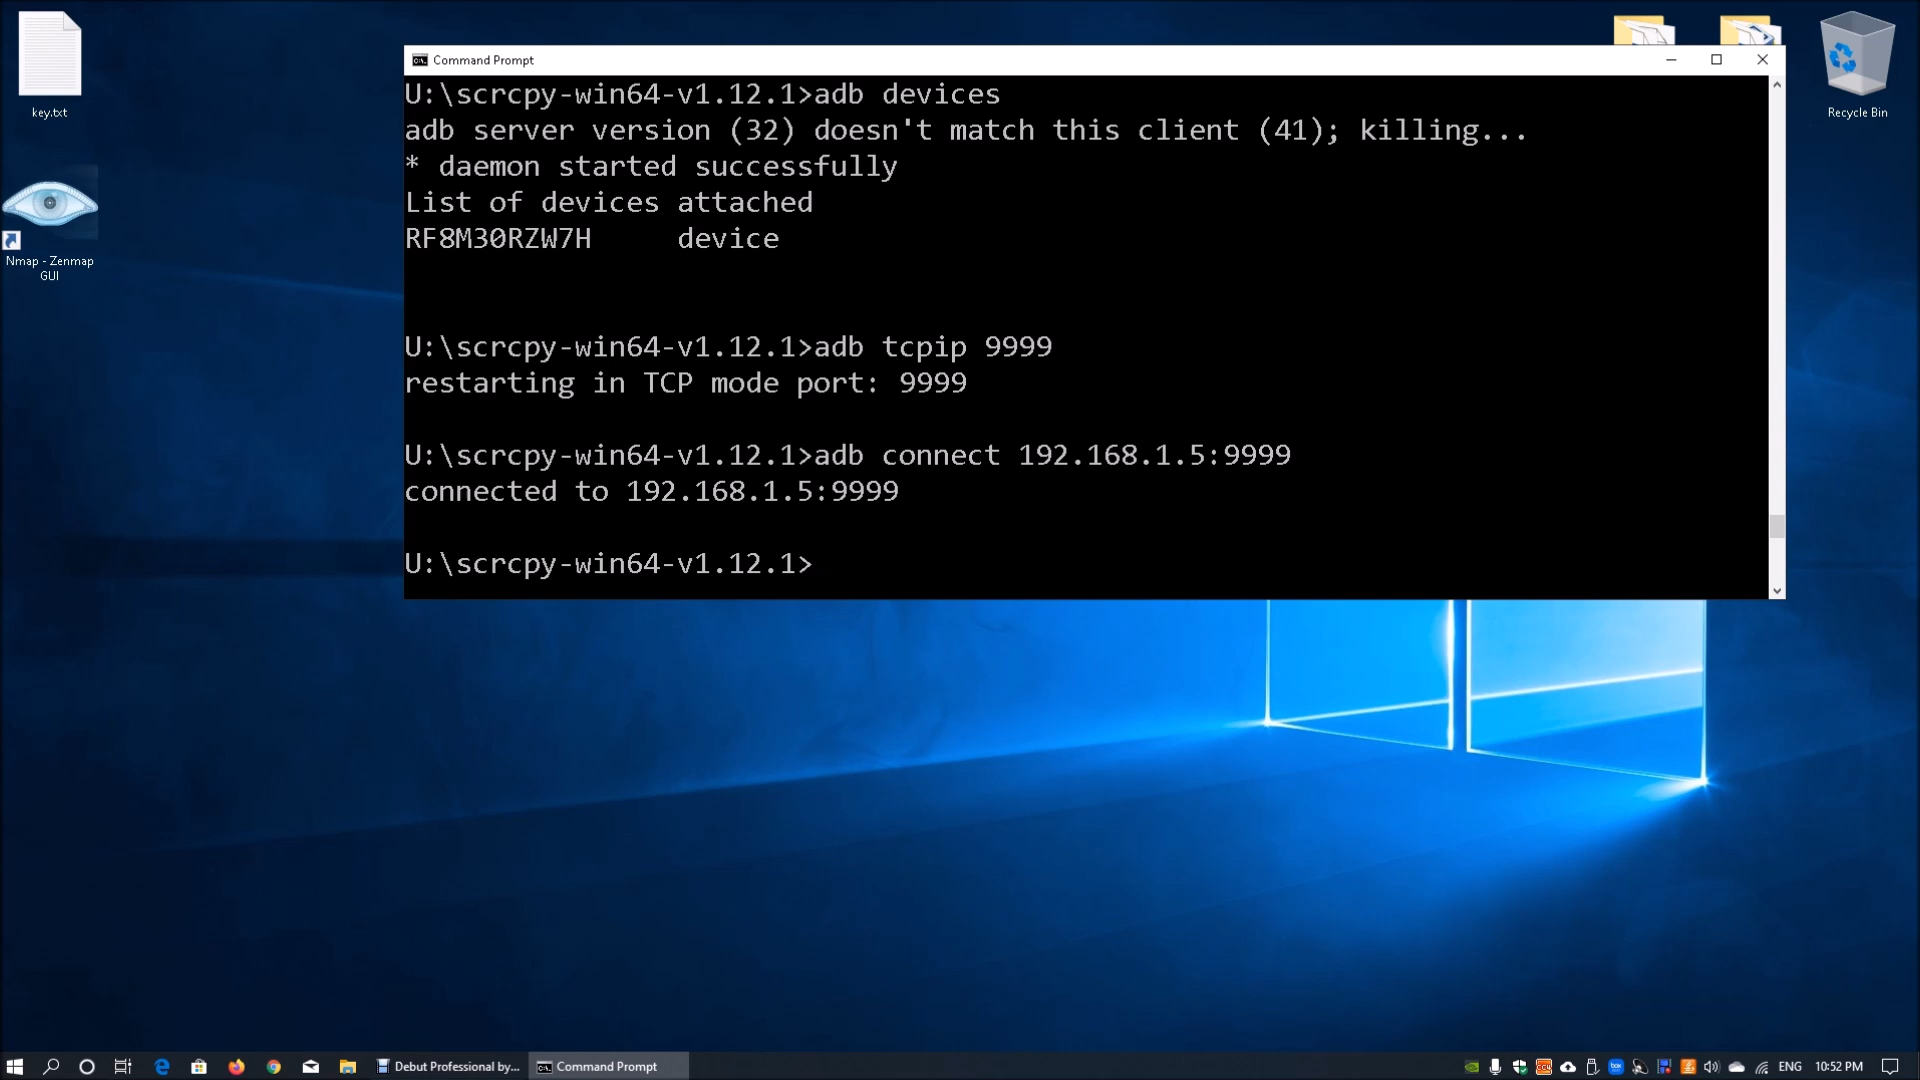 key.txt
Nmap - Zenmap
GUI
Recycle Bin
Command Prompt
U:\scrcpy-win64-v1.12.1>adb devices
adb server version (32) doesn't match this client (41); killing...
* daemon started successfully
List of devices attached
RF8M30RZW7H device
U:\scrcpy-win64-v1.12.1>adb tcpip 9999
restarting in TCP mode port: 9999
U:\scrcpy-win64-v1.12.1>adb connect 192.168.1.5:9999
connected to 192.168.1.5:9999
U:\scrcpy-win64-v1.12.1>
Debut Professional by...
Command Prompt
ENG
10:52 PM